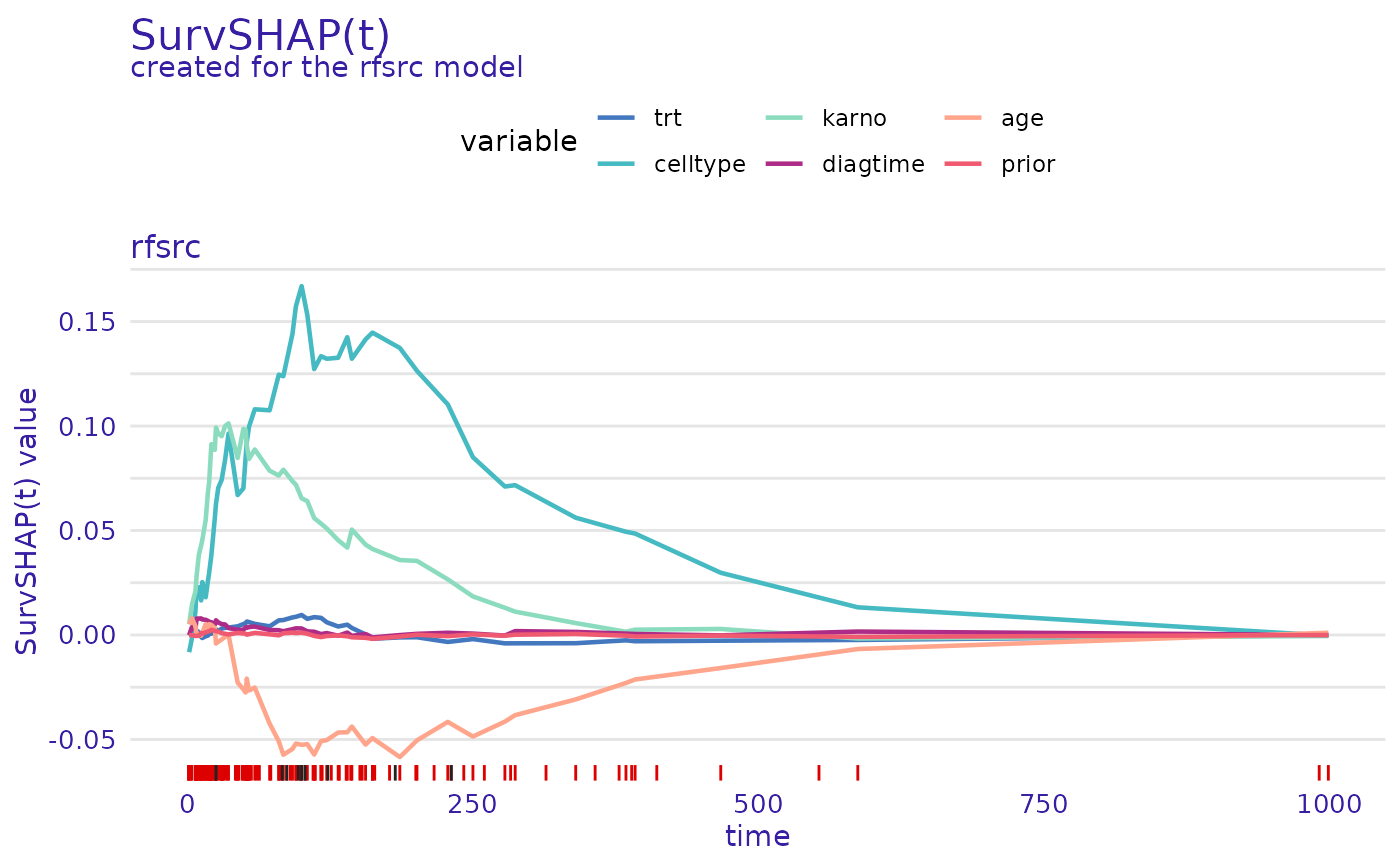 SurvSHAP(t)
created for the rfsrc model
variable
trt
karno
age
celltype
diagtime
prior
rfsrc
0.15
0.10
0.05
0.00
-0.05
SurvSHAP(t) value
0
250
500
750
1000
time